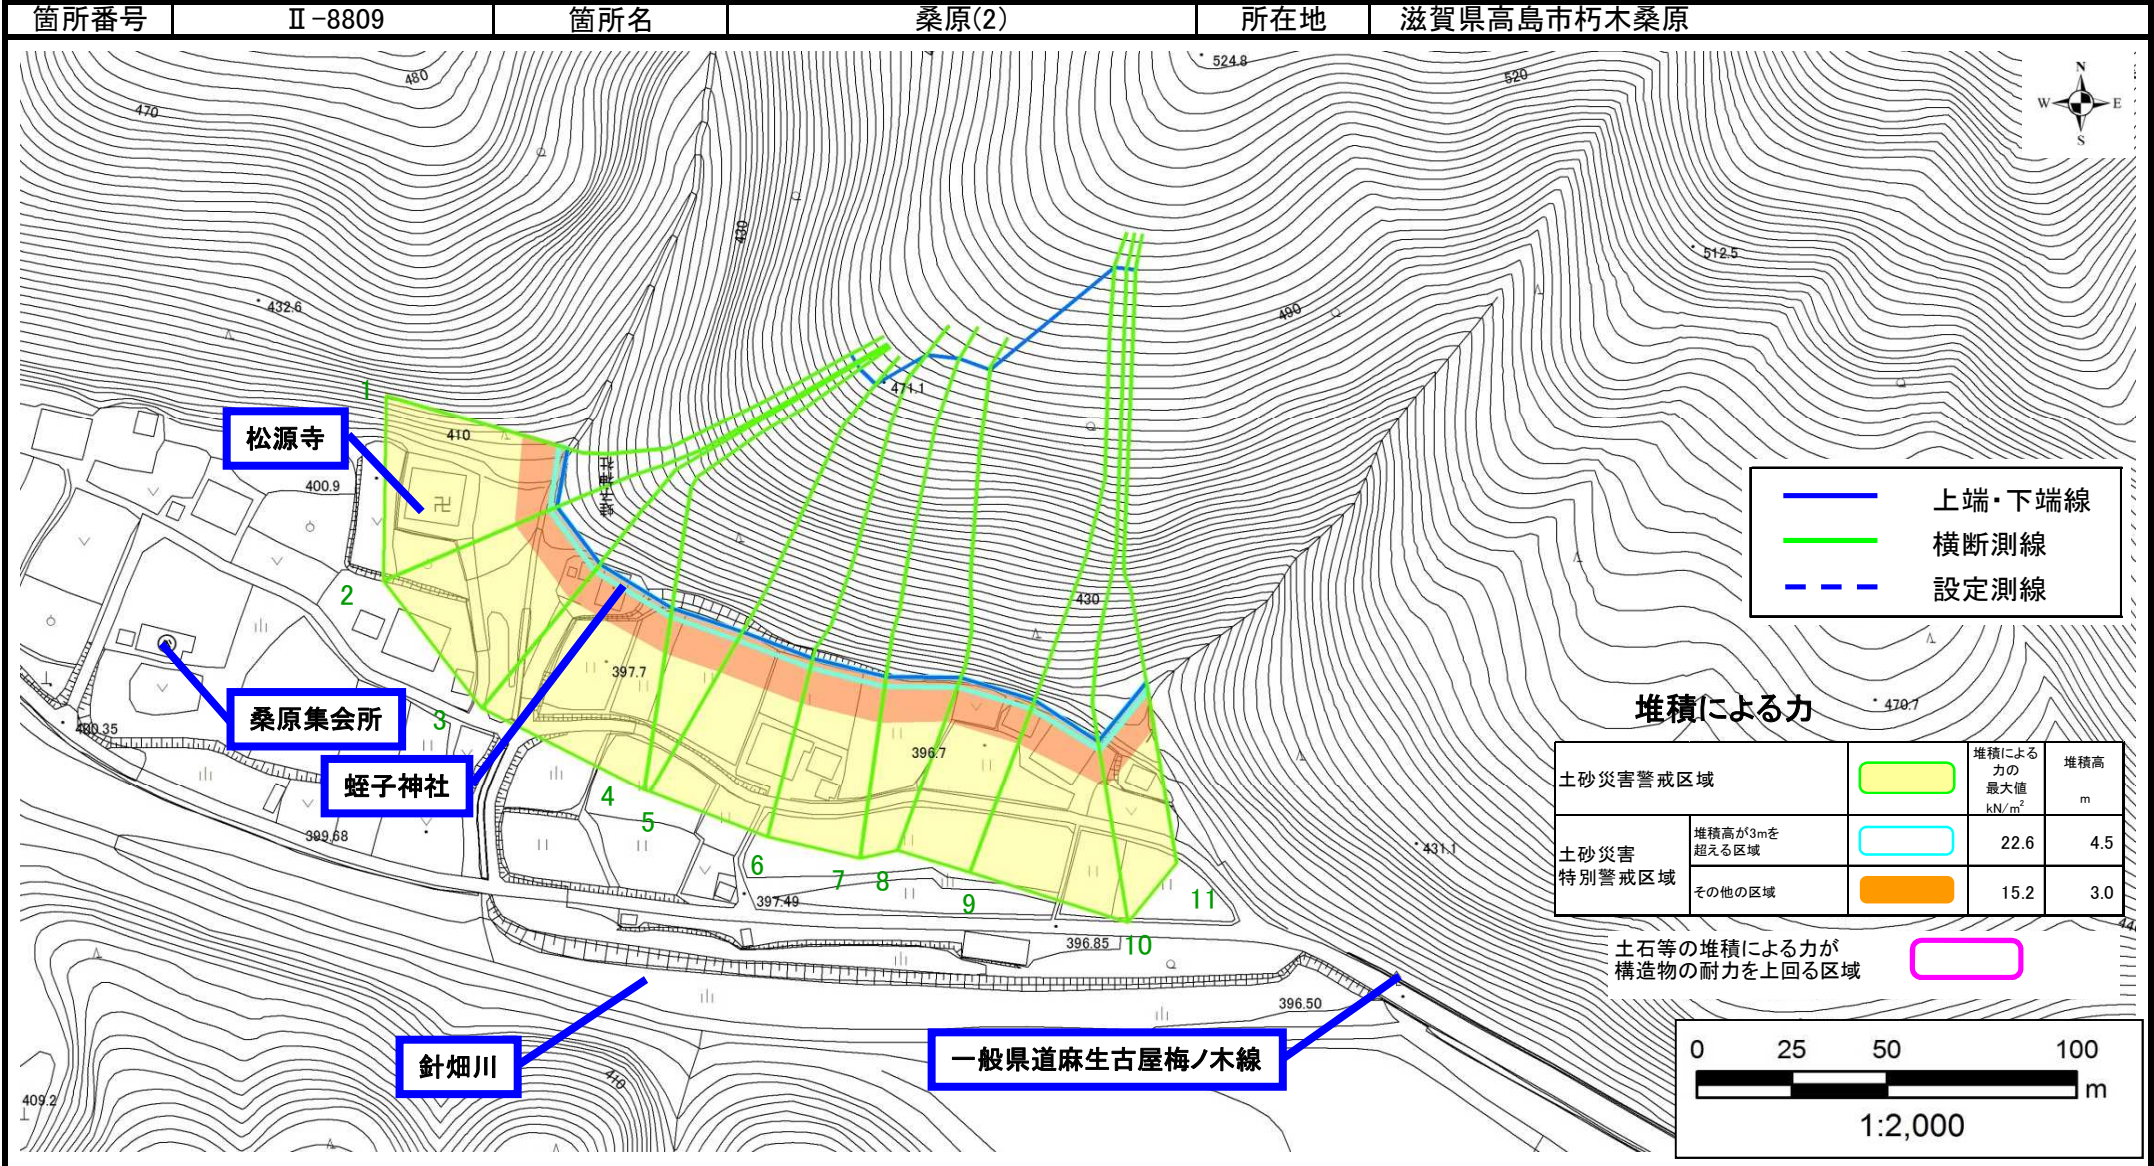 箇所番号 Ⅱ-8809 箇所名 桑原(2) 所在地 滋賀県高島市朽木桑原
480
524.8
520
470
N
W E
S
430
512.5
432.6
490
471.1
1
410
松源寺
400.9
卍
上端・下端線
横断測線
設定測線
2
430
397.7
470.7
桑原集会所
3
396.7
蛭子神社
堆積による力
土砂災害警戒区域
堆積による
力の
最大値
kN/m²
堆積高
m
土砂災害
特別警戒区域
堆積高が3mを
超える区域
22.6 4.5
その他の区域
15.2 3.0
4
5
399.68
431.1
6
7
8
9
11
397.49
10
396.85
土石等の堆積による力が
構造物の耐力を上回る区域
396.50
針畑川
一般県道麻生古屋梅ノ木線
410
409.2
0 25 50 100
m
1:2,000